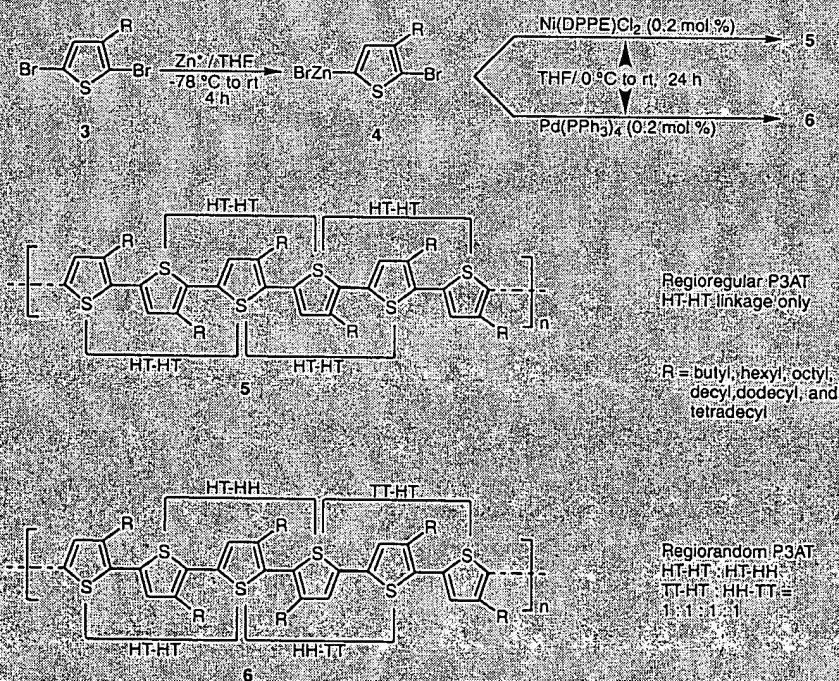 R
Br
S
Br
3
Zn*/THF
-78 °C to rt
4 h
R
BrZn
S
Br
4
Ni(DPPE)Cl2 (0.2 mol %)
5
THF/ 0 °C to rt, 24 h
Pd(PPh3)4 (0.2 mol %)
6
HT-HT
HT-HT
R
S
R
S
R
S
S
R
S
R
S
R
n
HT-HT
HT-HT
5
Regioregular P3AT
HT-HT linkage only
R = butyl, hexyl, octyl,
decyl,dodecyl, and
tetradecyl
HT-HH
TT-HT
R
S
R
S
R
S
S
R
S
R
S
R
n
HT-HT
HH-TT
6
Regiorandom P3AT
HT-HT : HT-HH :
TT-HT : HH-TT =
1 : 1 : 1 : 1